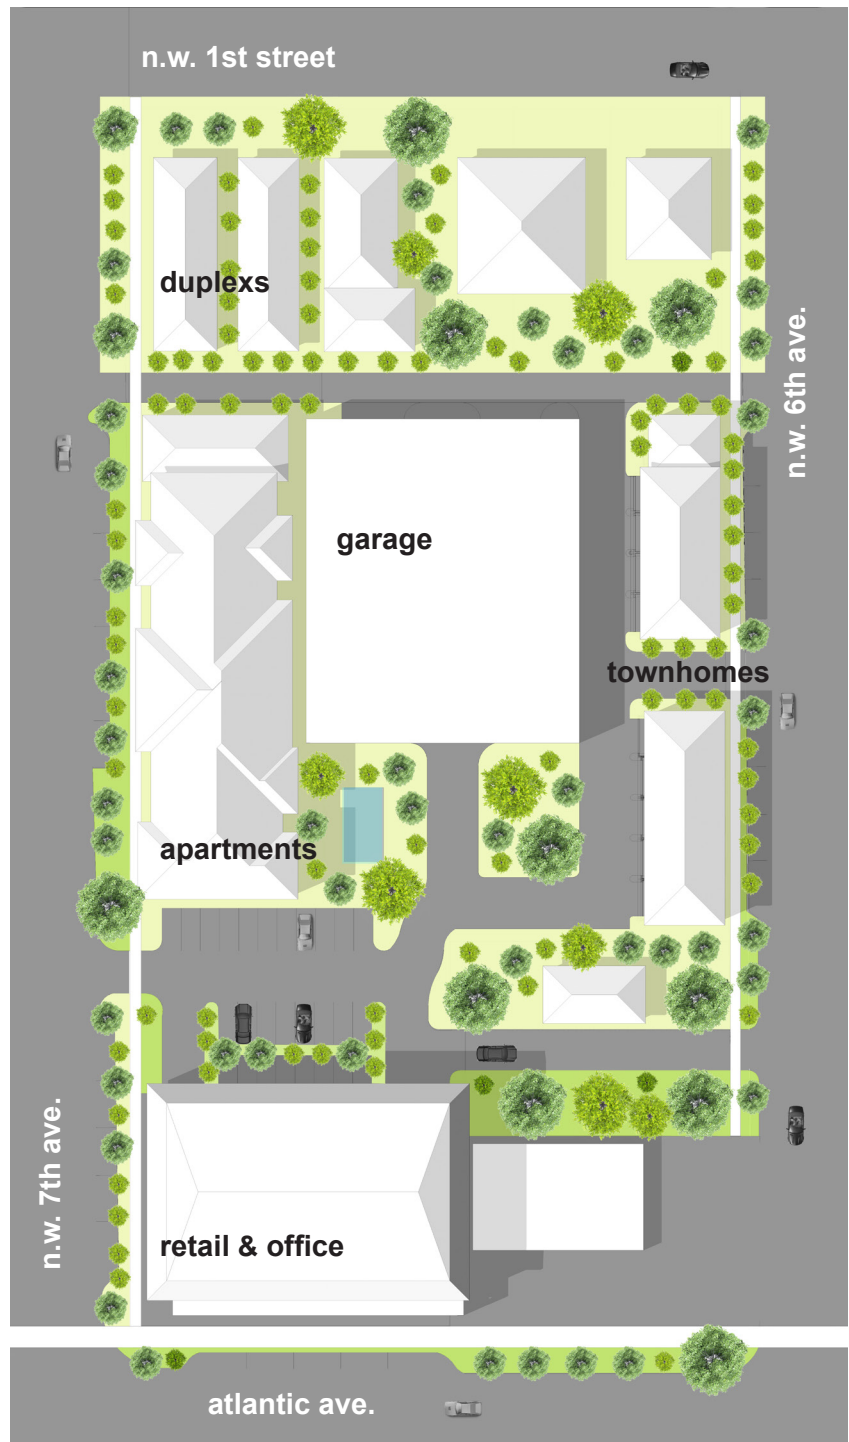 n.w. 1st street
duplexs
n.w. 6th ave.
garage
townhomes
apartments
n.w. 7th ave.
retail & office
atlantic ave.